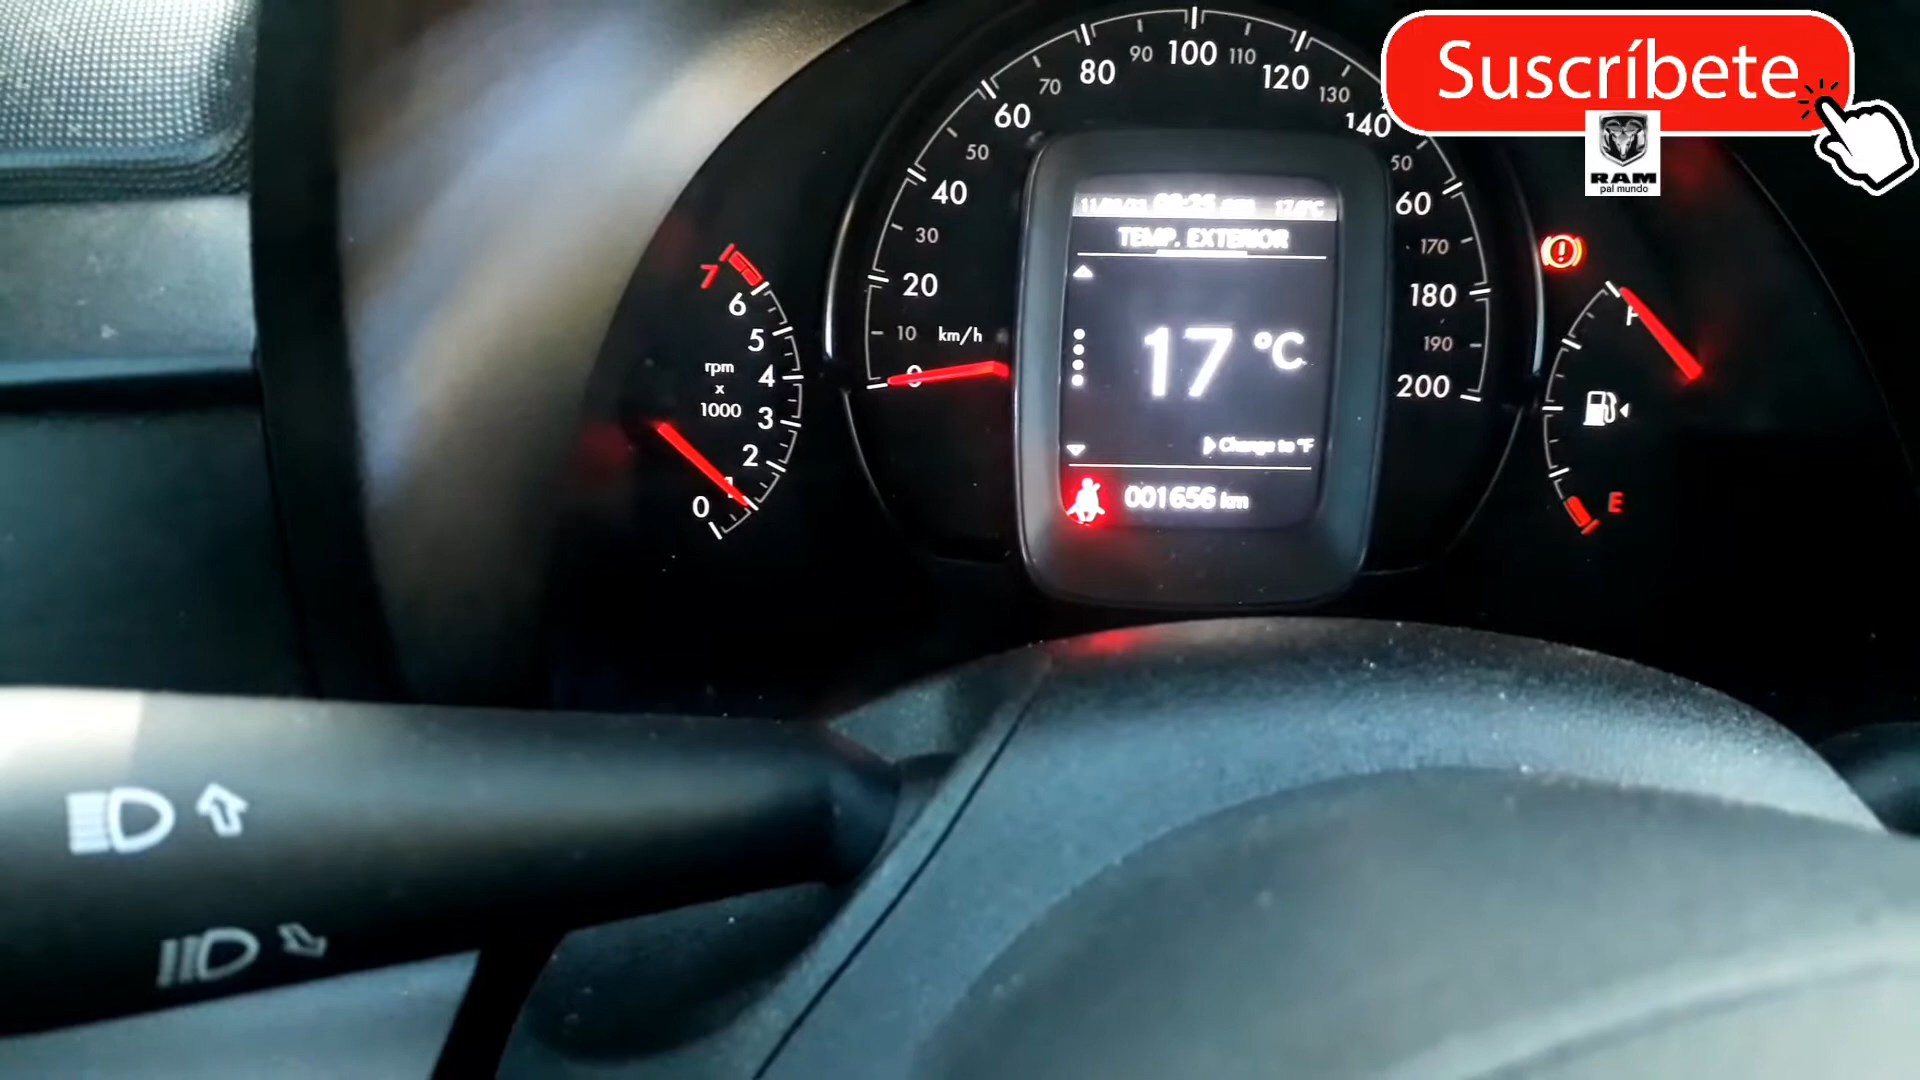 Suscríbete
RAM
pal mundo
80 90 100 110 120
70 130
60 140
50 50
40 60
30 170
20 180
10 km/h 190
0 200
TEMP. EXTERIOR
17 °C
Change to °F
001656 km
7
6
5
rpm
x
1000
4
3
2
1
0
F
E